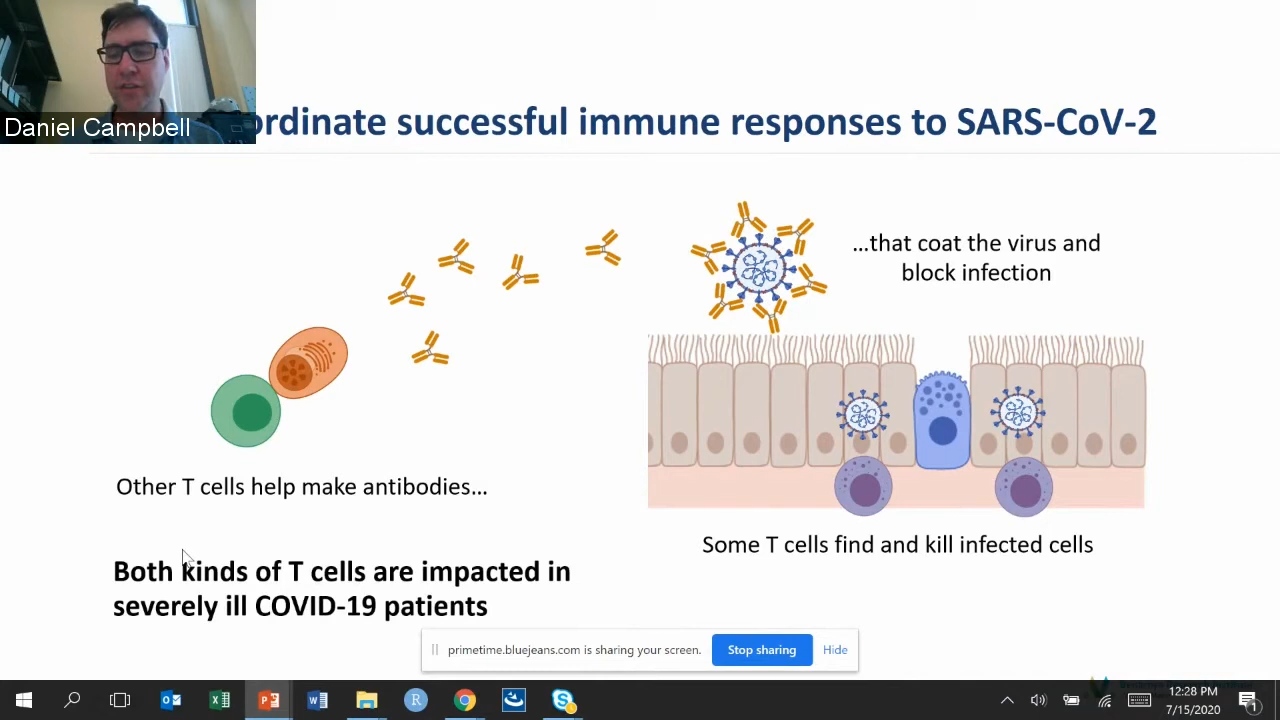 Daniel Campbell
ordinate successful immune responses to SARS-CoV-2
...that coat the virus and
block infection
Other T cells help make antibodies...
Some T cells find and kill infected cells
Both kinds of T cells are impacted in
severely ill COVID-19 patients
primetime.bluejeans.com is sharing your screen.
Stop sharing
Hide
12:28 PM
7/15/2020
1